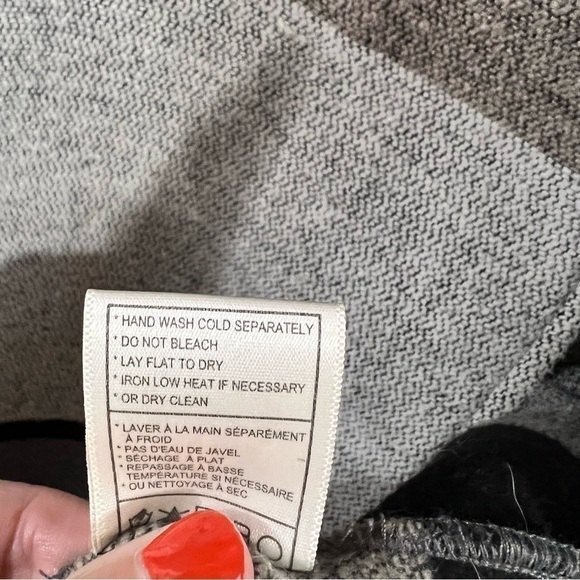 * HAND WASH COLD SEPARATELY
* DO NOT BLEACH
* LAY FLAT TO DRY
* IRON LOW HEAT IF NECESSARY
* OR DRY CLEAN
* LAVER À LA MAIN SÉPARÉMENT
À FROID
* PAS D'EAU DE JAVEL
* SÉCHAGE À PLAT
* REPASSAGE À BASSE
TEMPÉRATURE SI NÉCESSAIRE
* OU NETTOYAGE À SEC